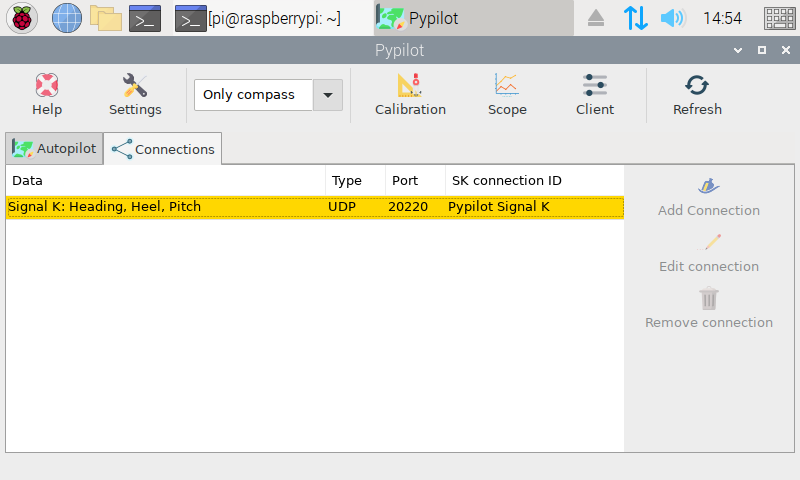 [pi@raspberrypi: ~]
Pypilot
14:54
Pypilot
Help
Settings
Only compass
Calibration
Scope
Client
Refresh
Autopilot
Connections
Data Type Port SK connection ID
Signal K: Heading, Heel, Pitch UDP 20220 Pypilot Signal K
Add Connection
Edit connection
Remove connection